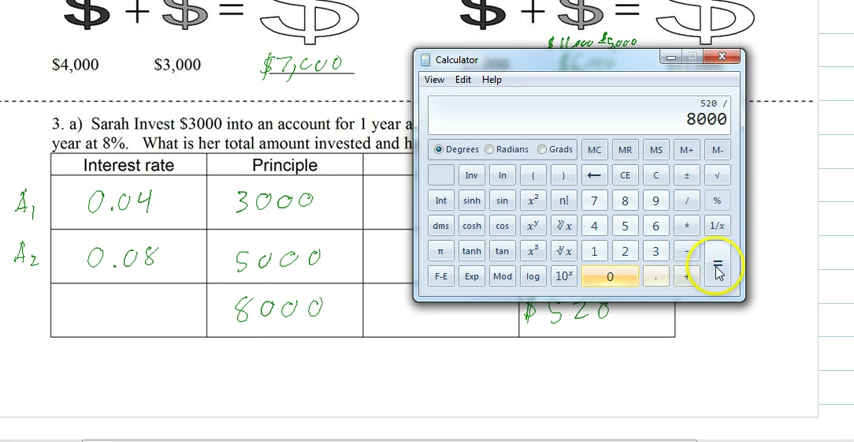 $ + $ = $
$ + $ = $
$11,000 $5000
$4,000 $3,000 $7,000
Calculator
View Edit Help
520 /
8000
3. a) Sarah Invest $3000 into an account for 1 year a
year at 8%. What is her total amount invested and h
Degrees Radians Grads MC MR MS M+ M-
Inv ln ( ) ← CE C ± √
Int sinh sin x² n! 7 8 9 / %
dms cosh cos xʸ ʸ√x 4 5 6 * 1/x
π tanh tan x³ ³√x 1 2 3 - =
F-E Exp Mod log 10ˣ 0 . +
Interest rate Principle
A₁ 0.04 3000
A₂ 0.08 5000
8000 $520